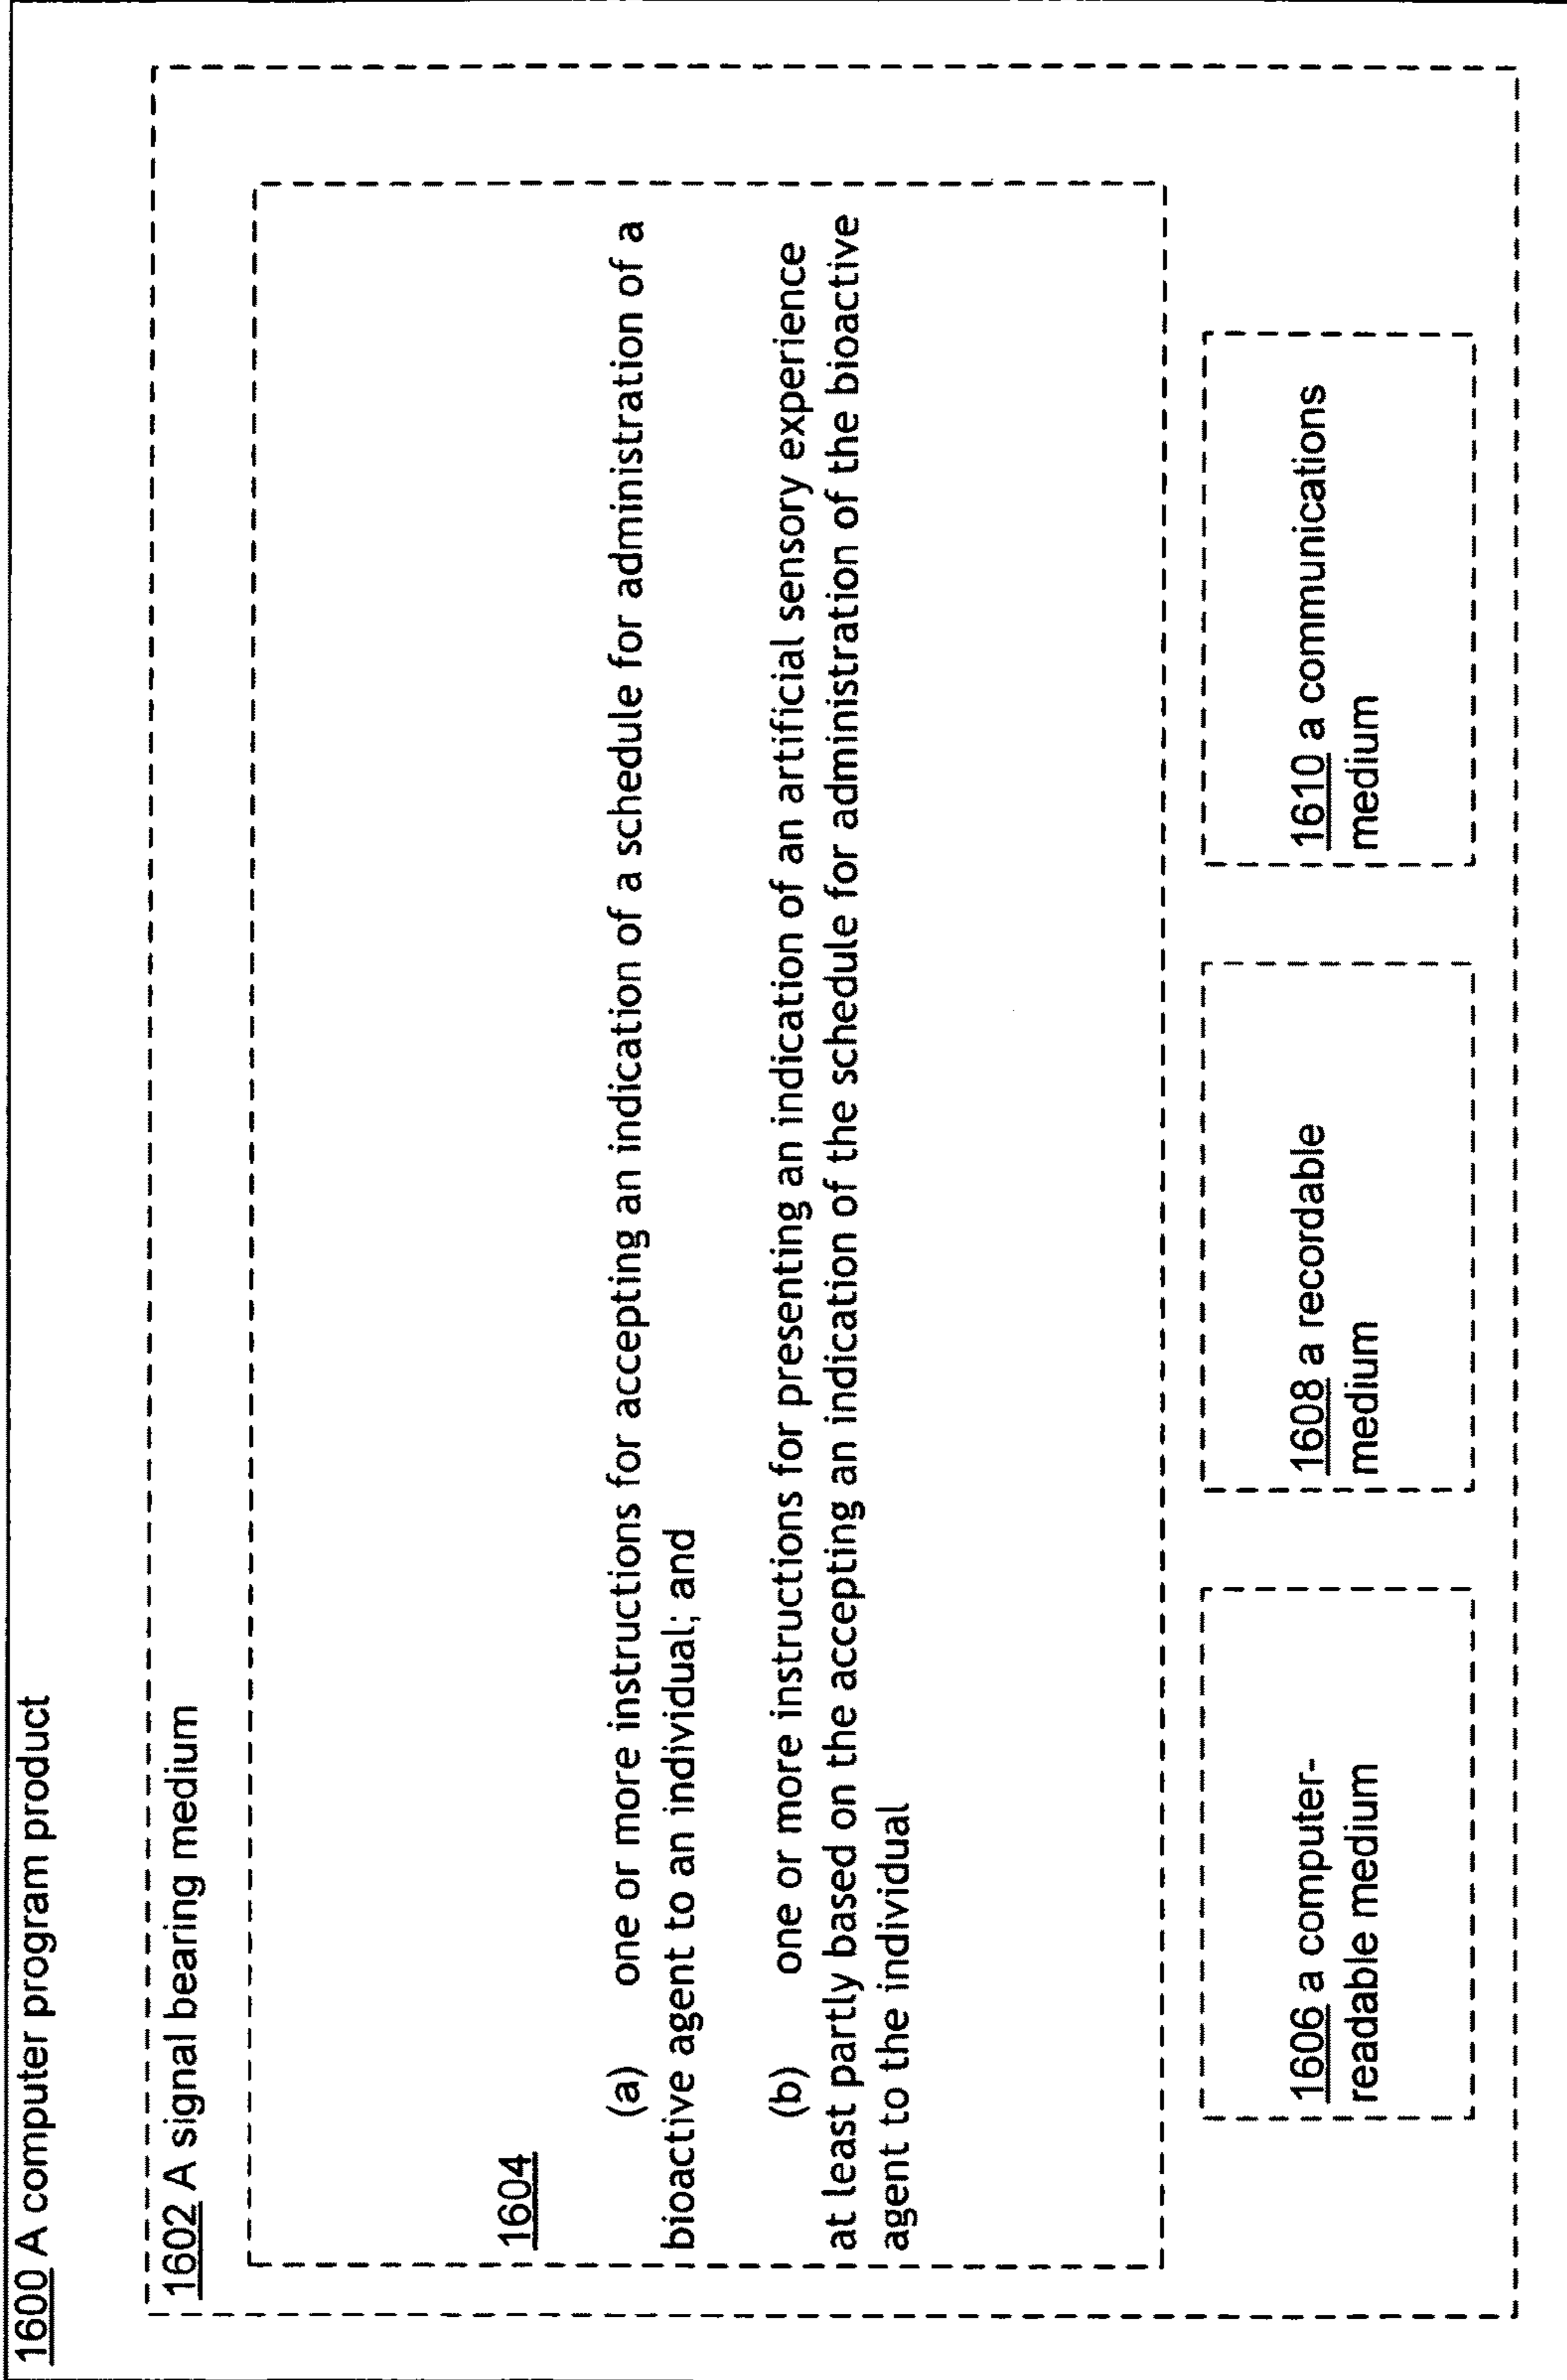 1600 A computer program product
1602 A signal bearing medium
1604
(a) one or more instructions for accepting an indication of a schedule for administration of a
bioactive agent to an individual; and
(b) one or more instructions for presenting an indication of an artificial sensory experience
at least partly based on the accepting an indication of the schedule for administration of the bioactive
agent to the individual
1606 a computer-
readable medium
1608 a recordable
medium
1610 a communications
medium